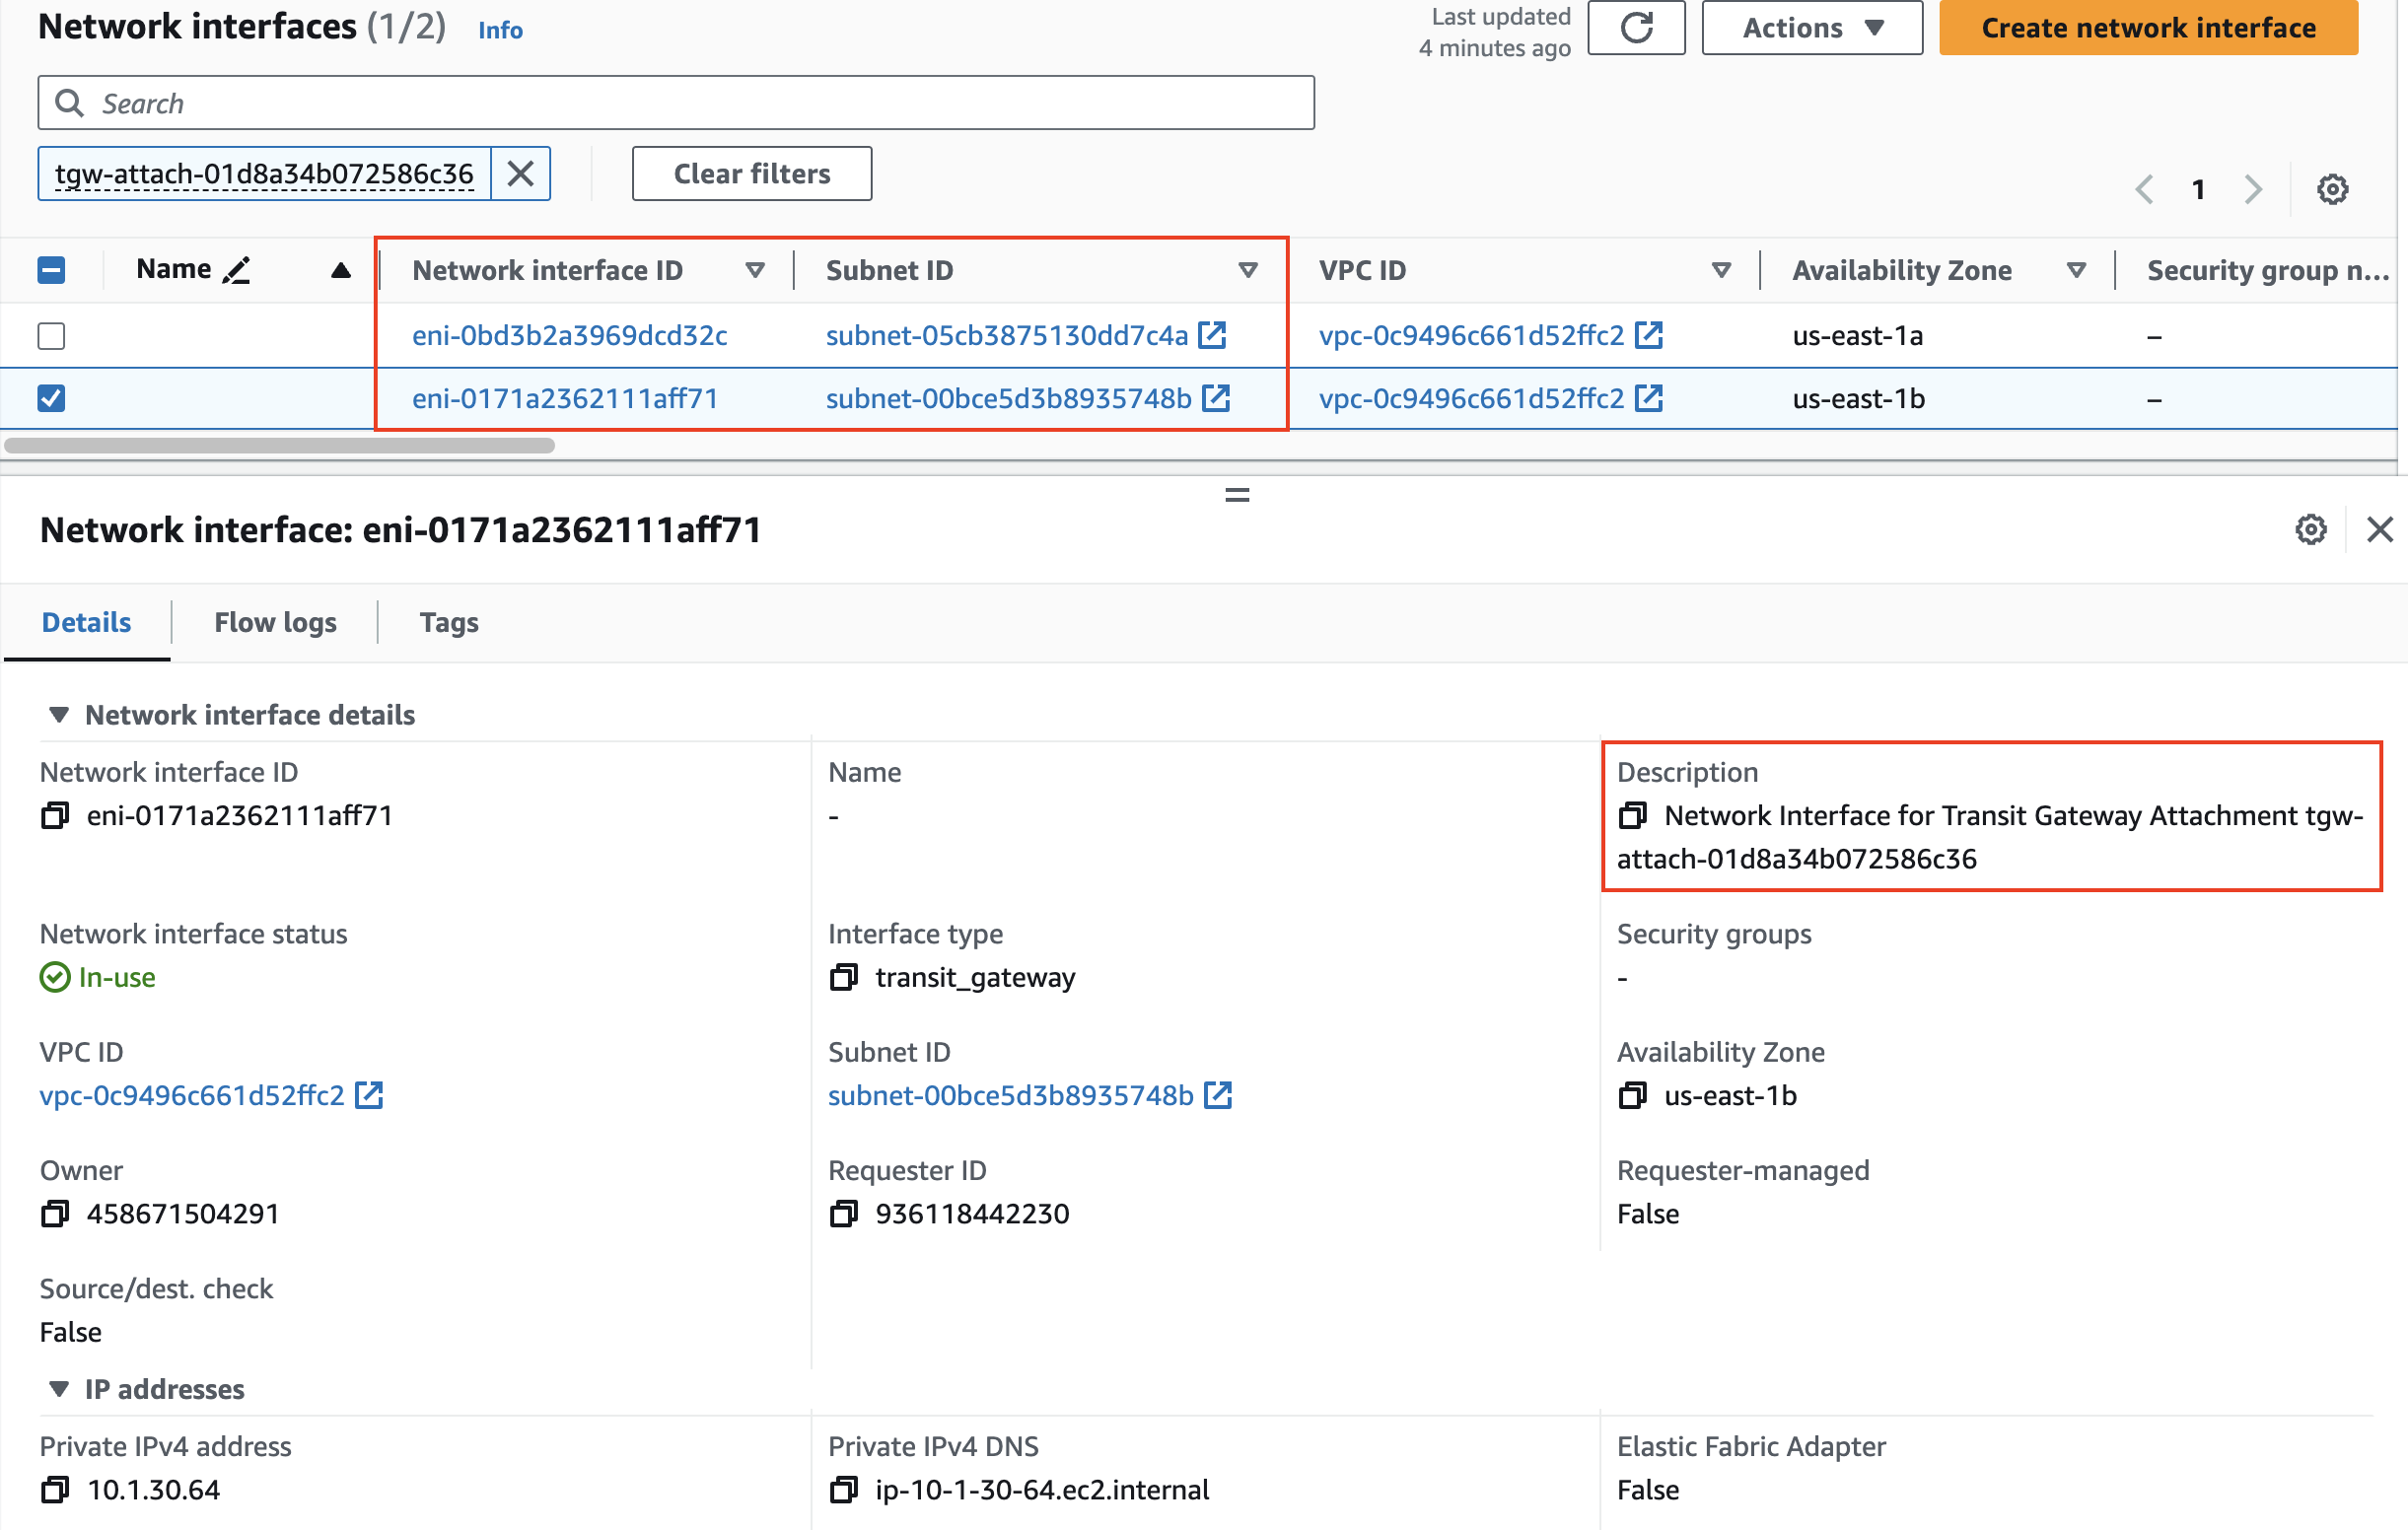 Network interfaces (1/2) Info
Last updated
4 minutes ago
Actions
Create network interface
Search
tgw-attach-01d8a34b072586c36
Clear filters
1
Name Network interface ID Subnet ID VPC ID Availability Zone Security group n...
eni-0bd3b2a3969dcd32c subnet-05cb3875130dd7c4a vpc-0c9496c661d52ffc2 us-east-1a –
eni-0171a2362111aff71 subnet-00bce5d3b8935748b vpc-0c9496c661d52ffc2 us-east-1b –
Network interface: eni-0171a2362111aff71
Details Flow logs Tags
Network interface details
Network interface ID Name Description
eni-0171a2362111aff71 - Network Interface for Transit Gateway Attachment tgw-
attach-01d8a34b072586c36
Network interface status Interface type Security groups
In-use transit_gateway -
VPC ID Subnet ID Availability Zone
vpc-0c9496c661d52ffc2 subnet-00bce5d3b8935748b us-east-1b
Owner Requester ID Requester-managed
458671504291 936118442230 False
Source/dest. check
False
IP addresses
Private IPv4 address Private IPv4 DNS Elastic Fabric Adapter
10.1.30.64 ip-10-1-30-64.ec2.internal False